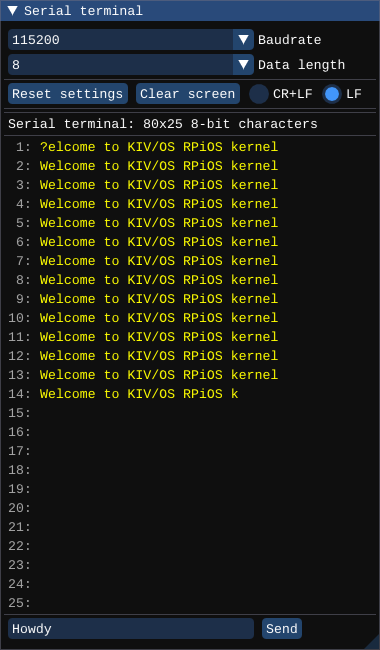 Serial terminal
115200 Baudrate
8 Data length
Reset settings Clear screen CR+LF LF
Serial terminal: 80x25 8-bit characters
1: ?elcome to KIV/OS RPiOS kernel
2: Welcome to KIV/OS RPiOS kernel
3: Welcome to KIV/OS RPiOS kernel
4: Welcome to KIV/OS RPiOS kernel
5: Welcome to KIV/OS RPiOS kernel
6: Welcome to KIV/OS RPiOS kernel
7: Welcome to KIV/OS RPiOS kernel
8: Welcome to KIV/OS RPiOS kernel
9: Welcome to KIV/OS RPiOS kernel
10: Welcome to KIV/OS RPiOS kernel
11: Welcome to KIV/OS RPiOS kernel
12: Welcome to KIV/OS RPiOS kernel
13: Welcome to KIV/OS RPiOS kernel
14: Welcome to KIV/OS RPiOS k
15:
16:
17:
18:
19:
20:
21:
22:
23:
24:
25:
Howdy Send